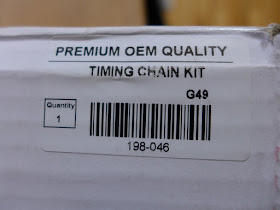 PREMIUM OEM QUALITY
TIMING CHAIN KIT
G49
Quantity
1
198-046